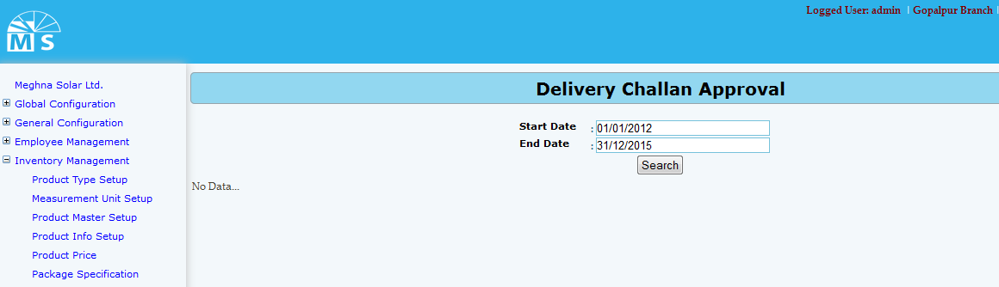 Logged User: admin | Gopalpur Branch |
M S
Meghna Solar Ltd.
Global Configuration
General Configuration
Employee Management
Inventory Management
Product Type Setup
Measurement Unit Setup
Product Master Setup
Product Info Setup
Product Price
Package Specification
Delivery Challan Approval
Start Date : 01/01/2012
End Date : 31/12/2015
Search
No Data...